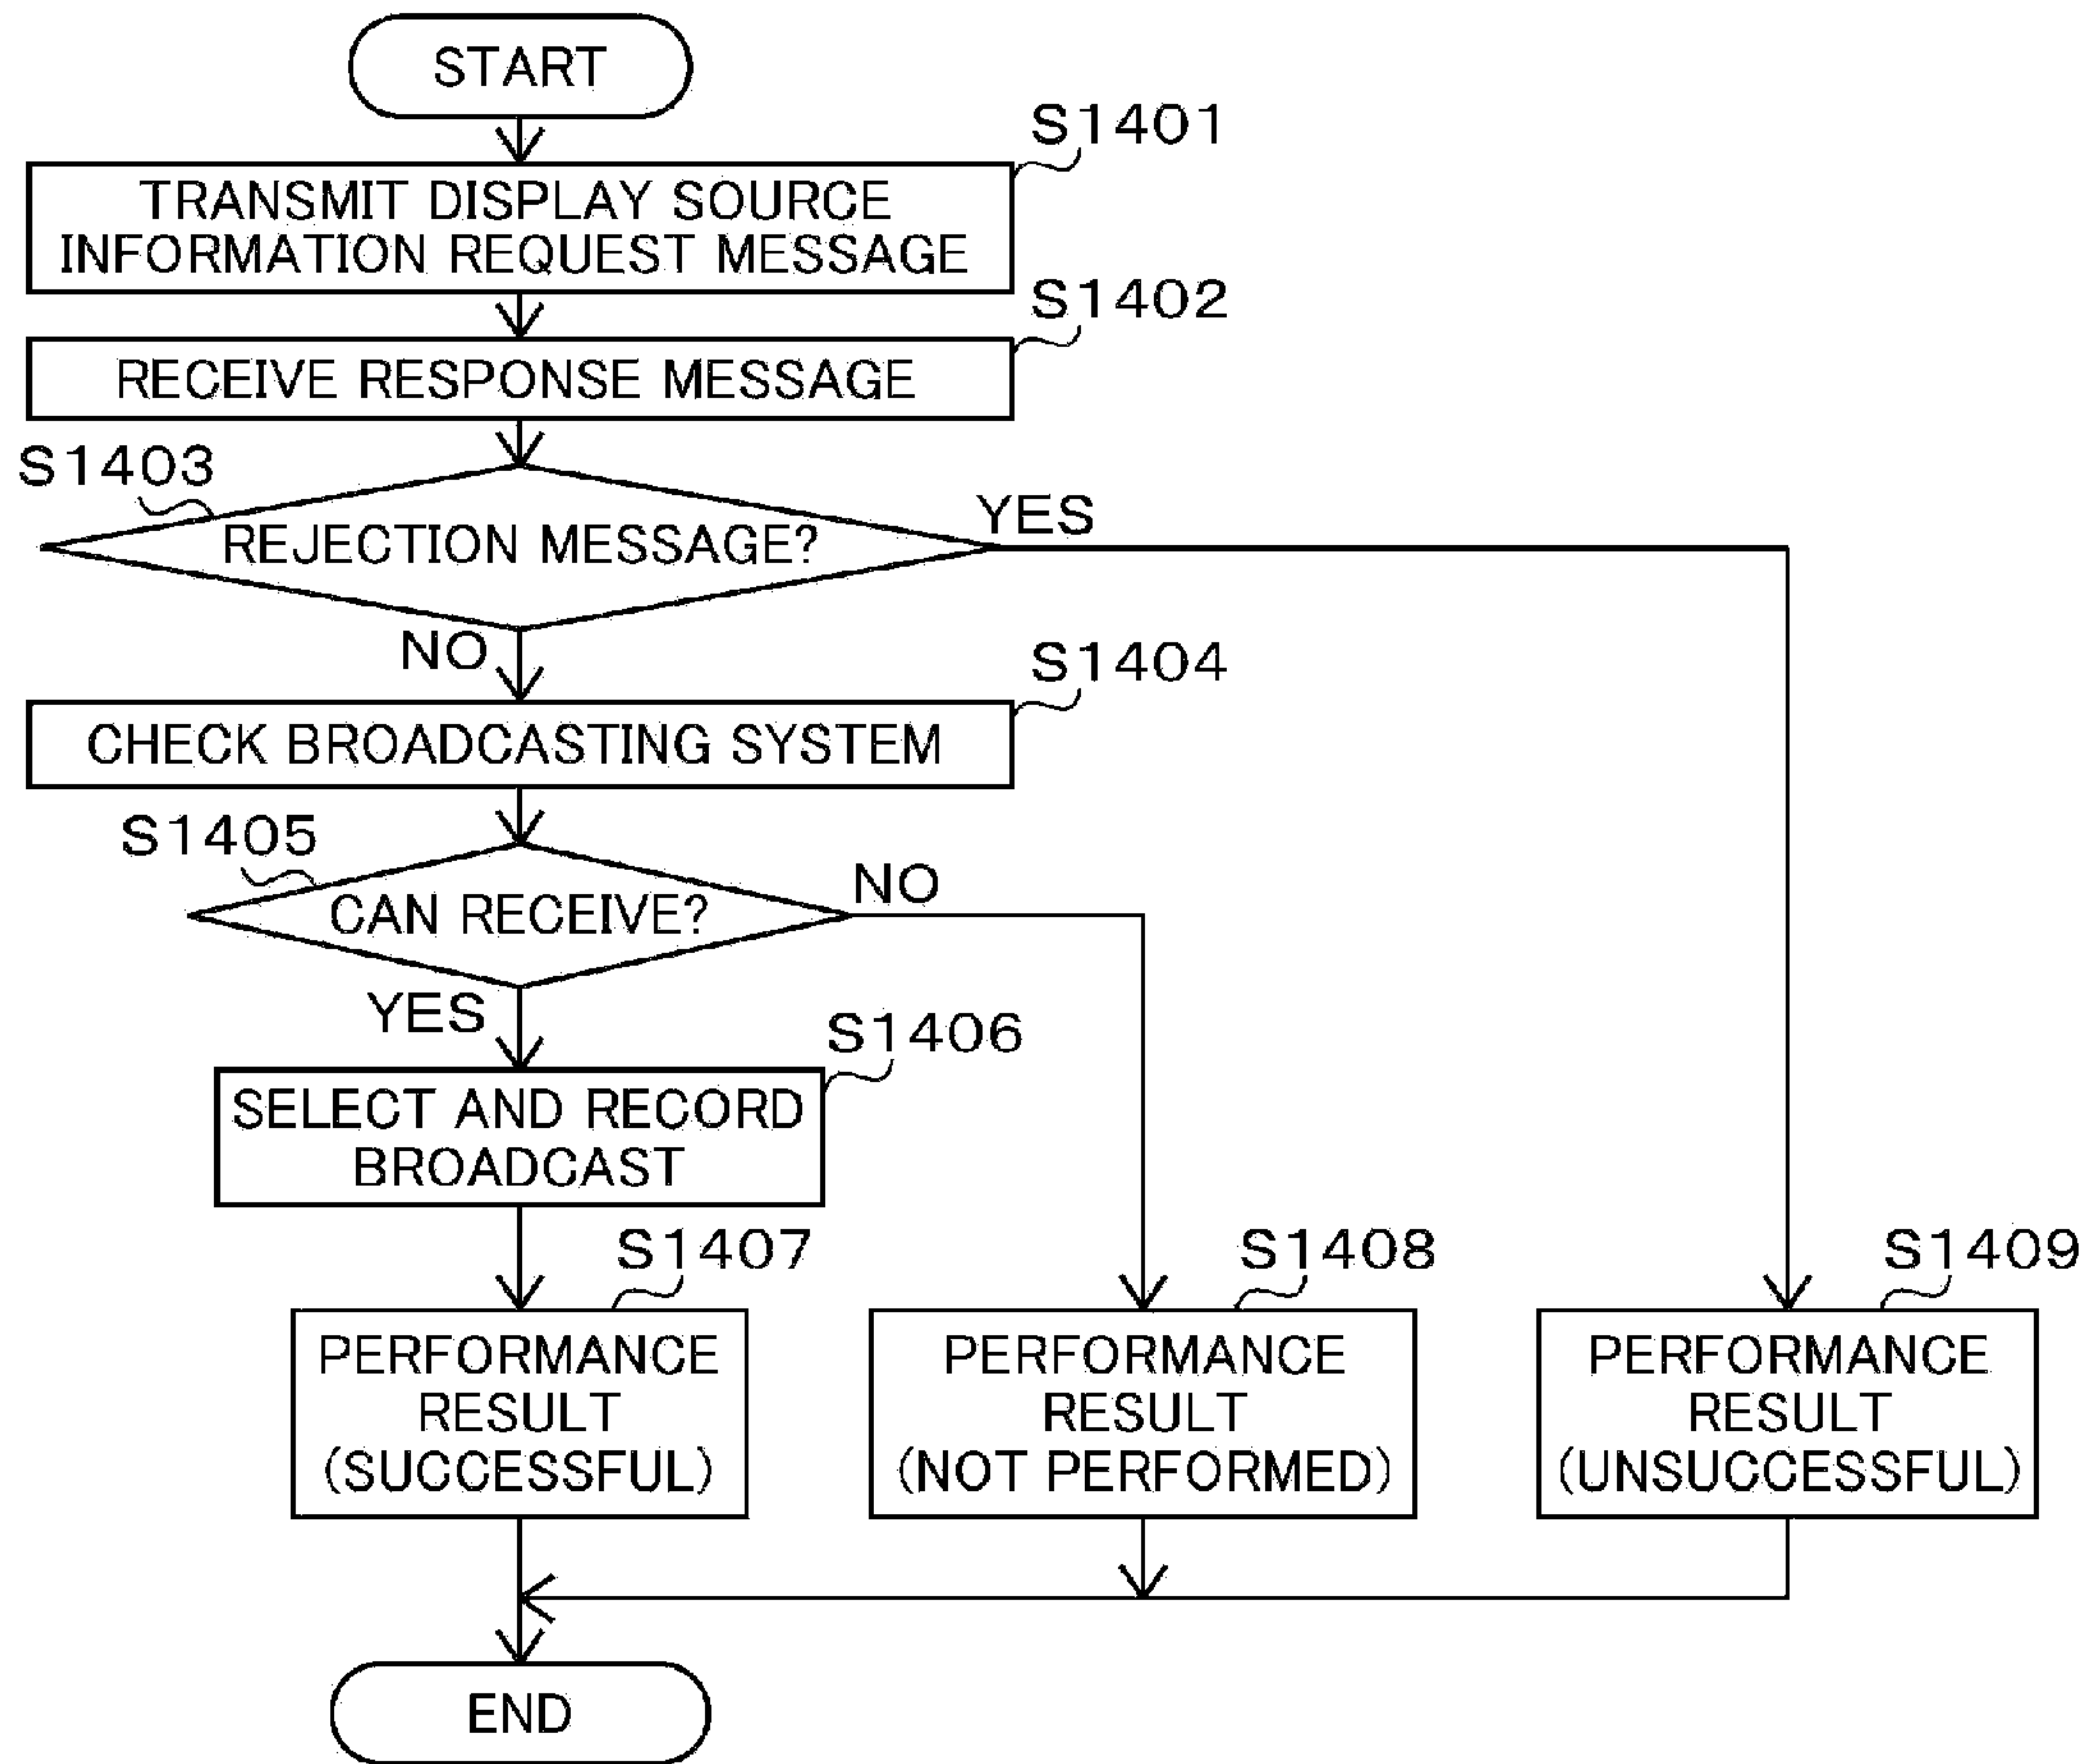 START
S1401
TRANSMIT DISPLAY SOURCE
INFORMATION REQUEST MESSAGE
S1402
RECEIVE RESPONSE MESSAGE
S1403
REJECTION MESSAGE?
YES
NO
S1404
CHECK BROADCASTING SYSTEM
S1405
CAN RECEIVE?
NO
YES
S1406
SELECT AND RECORD
BROADCAST
S1407
PERFORMANCE
RESULT
(SUCCESSFUL)
S1408
PERFORMANCE
RESULT
(NOT PERFORMED)
S1409
PERFORMANCE
RESULT
(UNSUCCESSFUL)
END